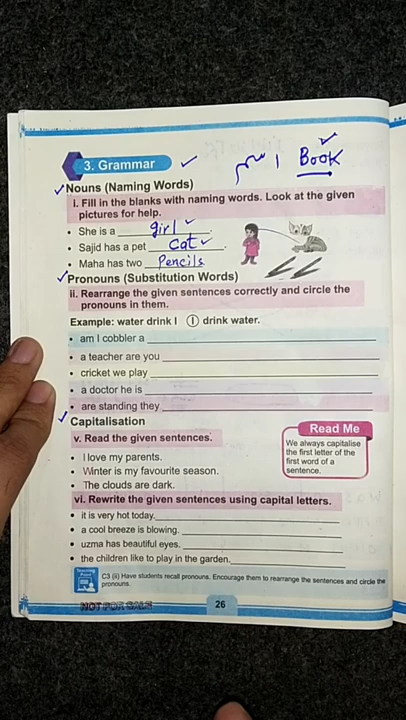 3. Grammar
1 Book
Nouns (Naming Words)
i. Fill in the blanks with naming words. Look at the given
pictures for help.
• She is a girl.
• Sajid has a pet cat.
• Maha has two Pencils
Pronouns (Substitution Words)
ii. Rearrange the given sentences correctly and circle the
pronouns in them.
Example: water drink I I drink water.
• am I cobbler a
• a teacher are you
• cricket we play
• a doctor he is
• are standing they
Capitalisation
v. Read the given sentences.
• I love my parents.
• Winter is my favourite season.
• The clouds are dark.
Read Me
We always capitalise
the first letter of the
first word of a
sentence.
vi. Rewrite the given sentences using capital letters.
• it is very hot today.
• a cool breeze is blowing.
• uzma has beautiful eyes.
• the children like to play in the garden.
Teaching
Point
C3 (ii) Have students recall pronouns. Encourage them to rearrange the sentences and circle the
pronouns.
NOT FOR SALE
26